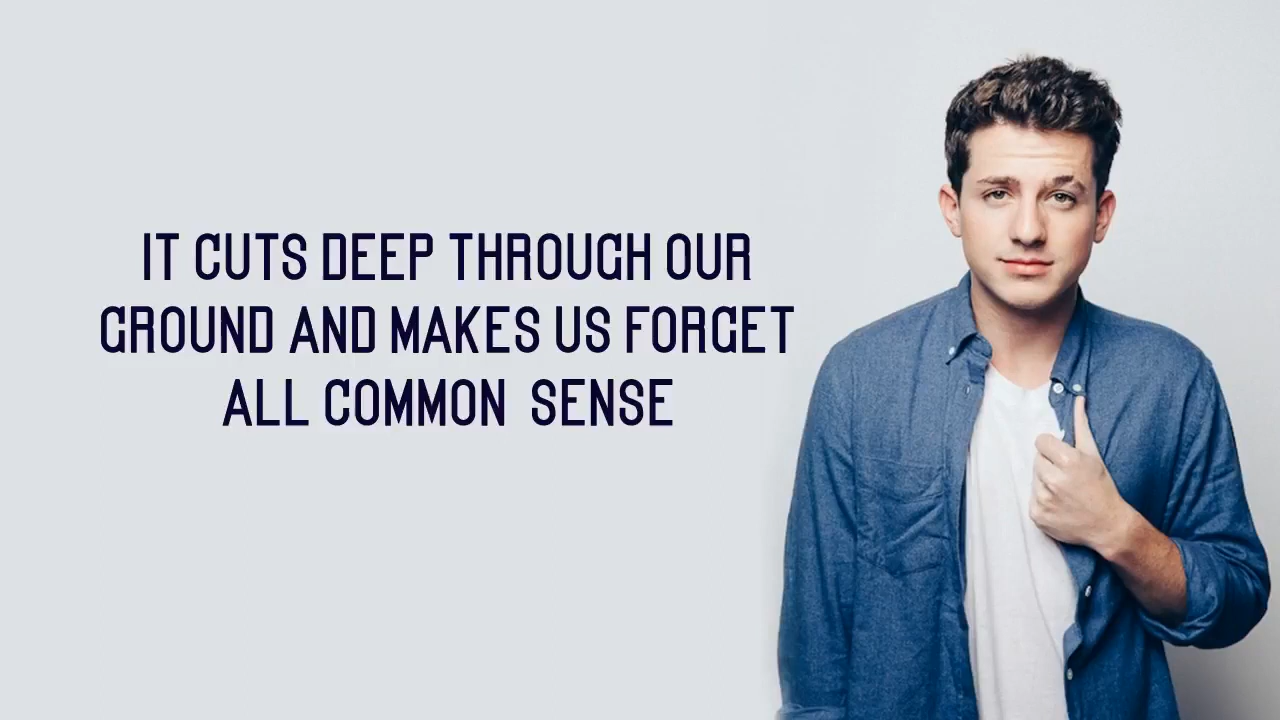 IT CUTS DEEP THROUGH OUR
GROUND AND MAKES US FORGET
ALL COMMON SENSE